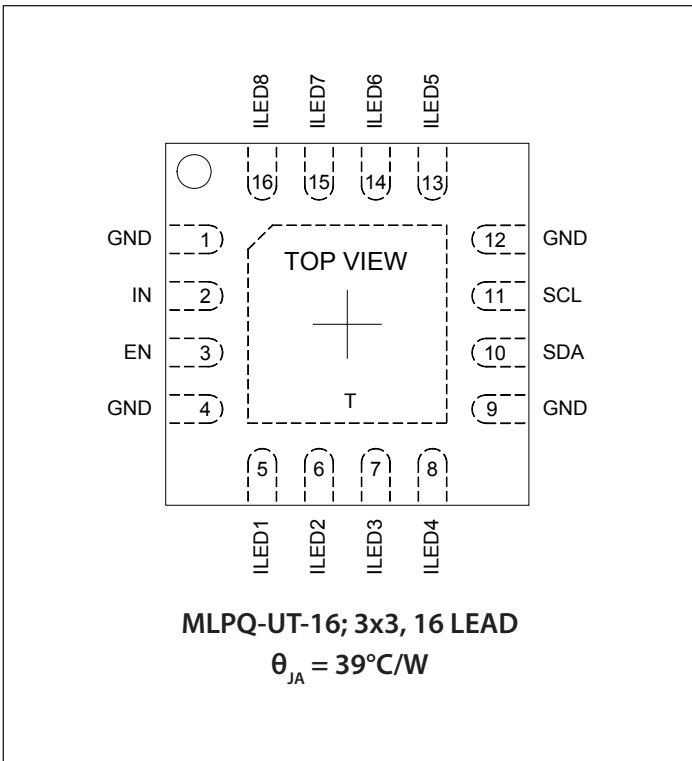 ILED8 ILED7 ILED6 ILED5
16 15 14 13
GND 1 12 GND
TOP VIEW
IN 2 11 SCL
EN 3 10 SDA
GND 4 T 9 GND
5 6 7 8
ILED1 ILED2 ILED3 ILED4
MLPQ-UT-16; 3x3, 16 LEAD
θJA = 39°C/W